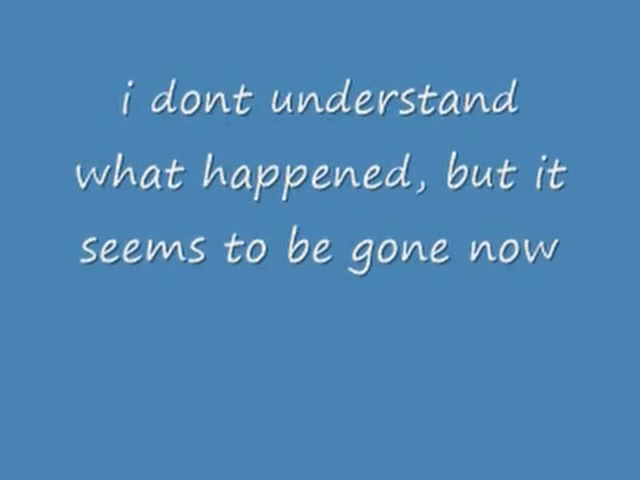 i dont understand
what happened, but it
seems to be gone now